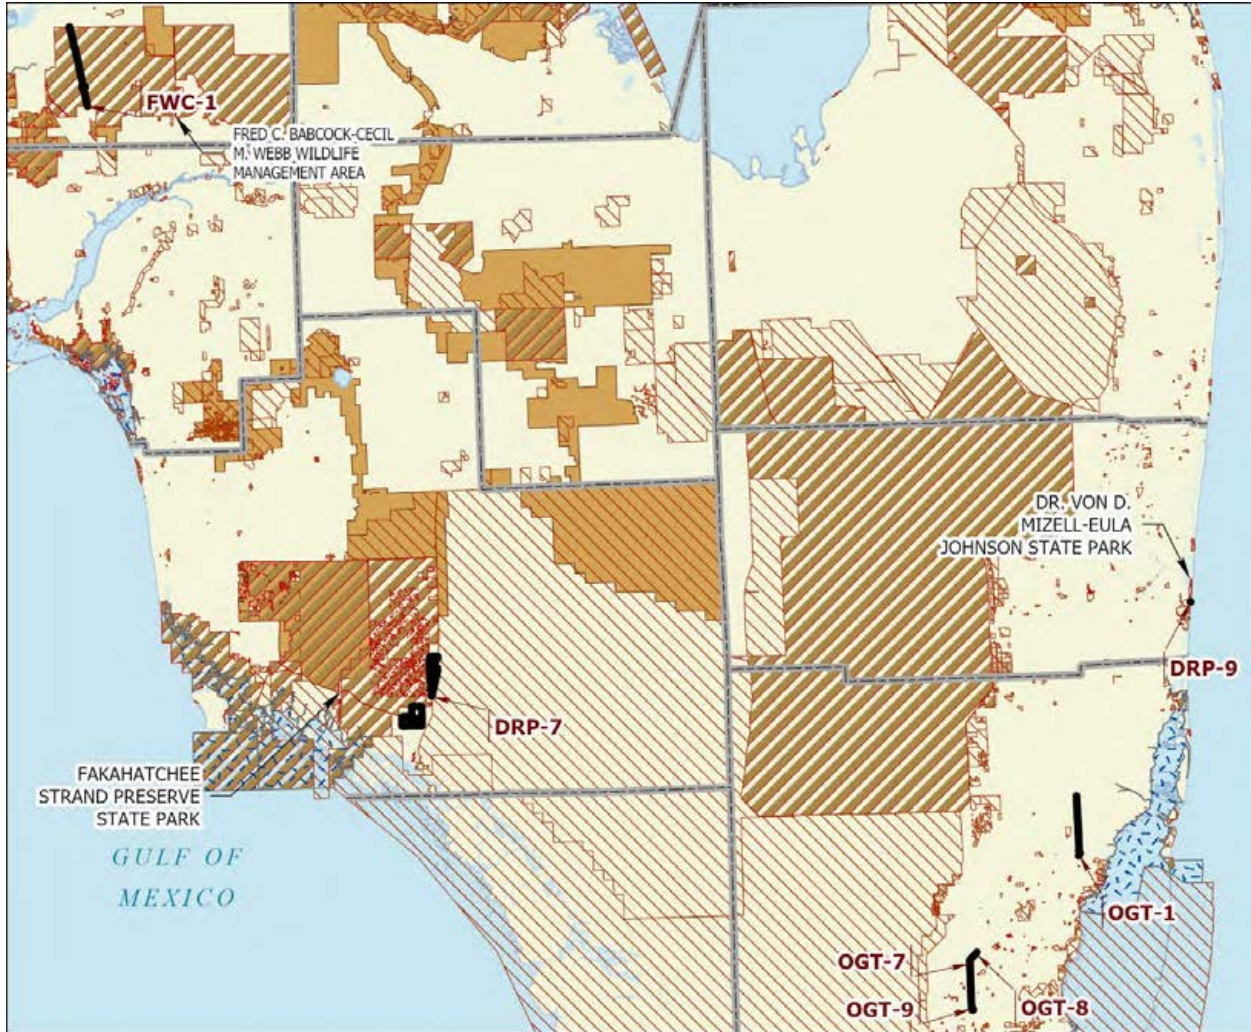 FWC-1
FRED C. BABCOCK-CECIL
M. WEBB WILDLIFE
MANAGEMENT AREA
DR. VON D.
MIZELL-EULA
JOHNSON STATE PARK
DRP-9
DRP-7
FAKAHATCHEE
STRAND PRESERVE
STATE PARK
GULF OF
MEXICO
OGT-1
OGT-7
OGT-9
OGT-8